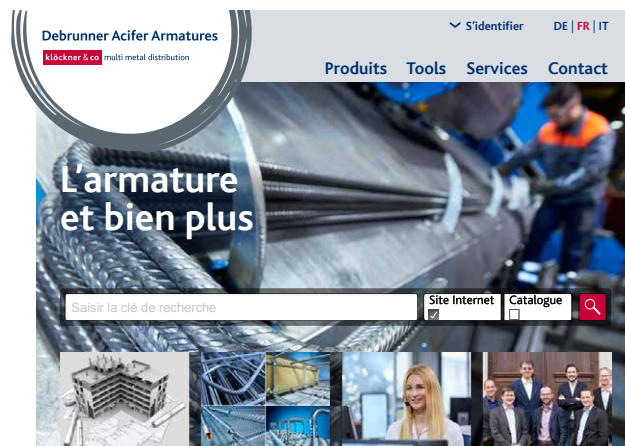 Debrunner Acifer Armatures
klöckner & co multi metal distribution
S'identifier DE | FR | IT
Produits Tools Services Contact
L'armature
et bien plus
Saisir la clé de recherche
Site Internet
Catalogue